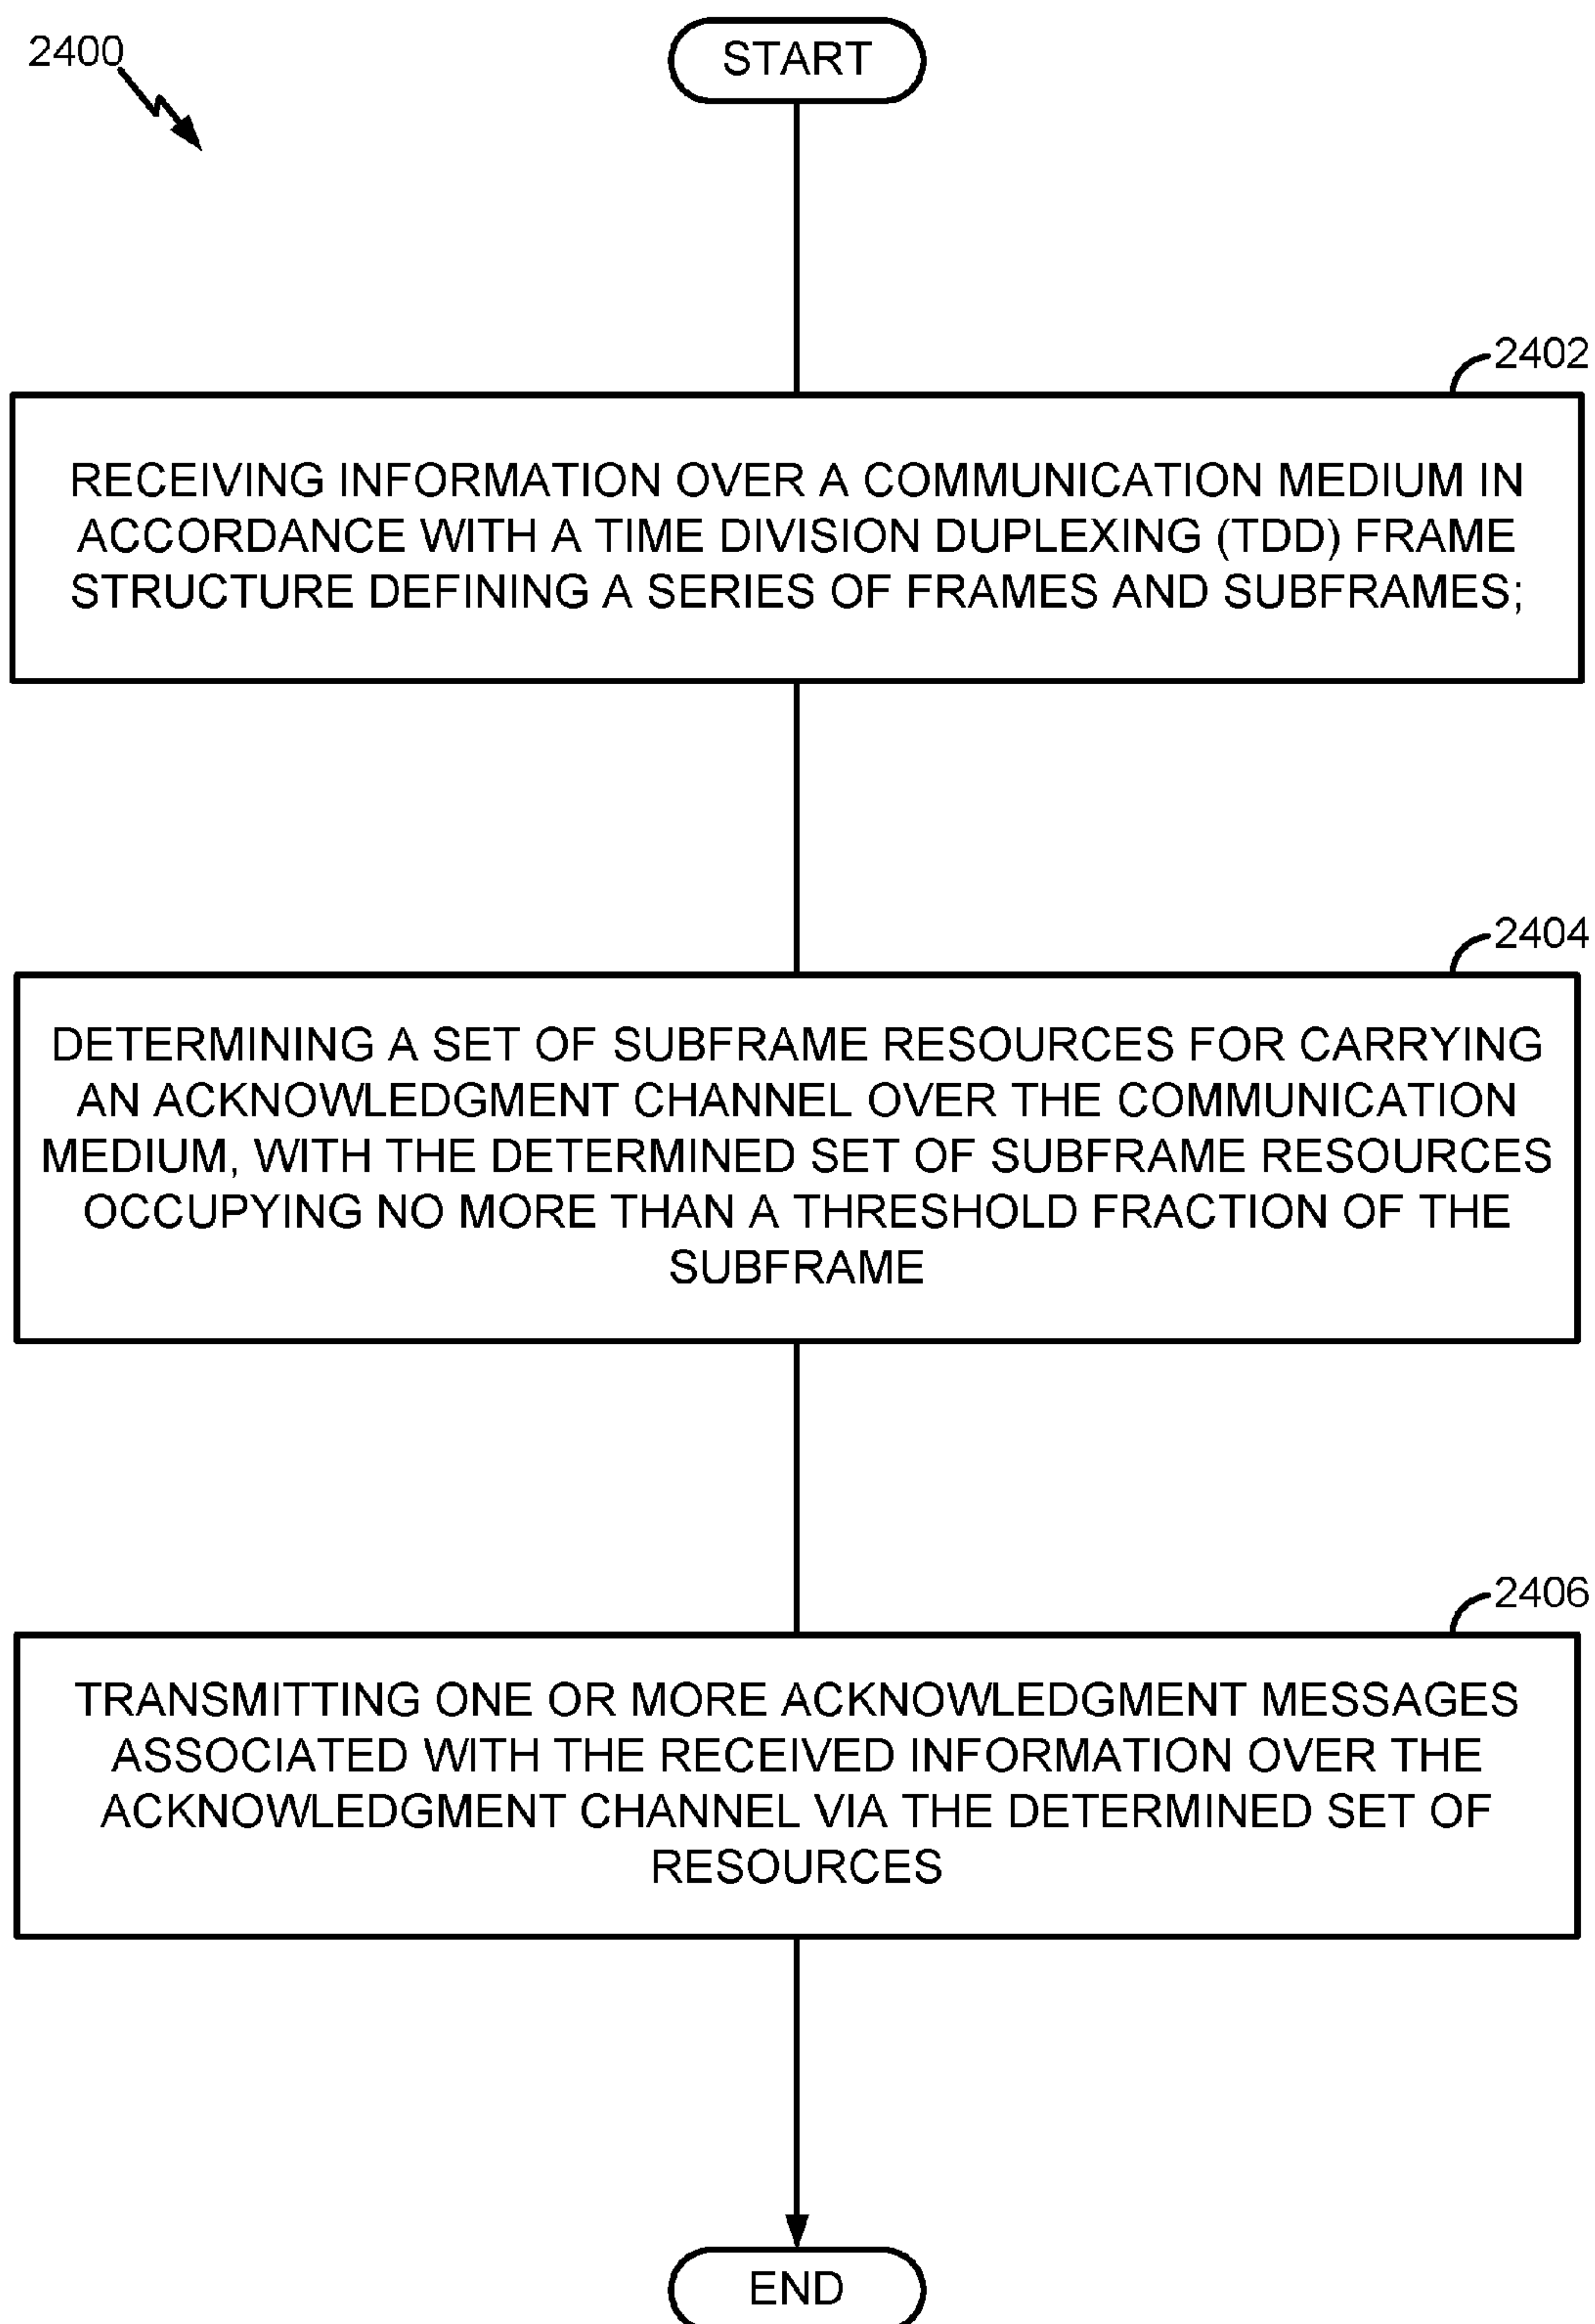 2400
START
2402
RECEIVING INFORMATION OVER A COMMUNICATION MEDIUM IN
ACCORDANCE WITH A TIME DIVISION DUPLEXING (TDD) FRAME
STRUCTURE DEFINING A SERIES OF FRAMES AND SUBFRAMES;
2404
DETERMINING A SET OF SUBFRAME RESOURCES FOR CARRYING
AN ACKNOWLEDGMENT CHANNEL OVER THE COMMUNICATION
MEDIUM, WITH THE DETERMINED SET OF SUBFRAME RESOURCES
OCCUPYING NO MORE THAN A THRESHOLD FRACTION OF THE
SUBFRAME
2406
TRANSMITTING ONE OR MORE ACKNOWLEDGMENT MESSAGES
ASSOCIATED WITH THE RECEIVED INFORMATION OVER THE
ACKNOWLEDGMENT CHANNEL VIA THE DETERMINED SET OF
RESOURCES
END